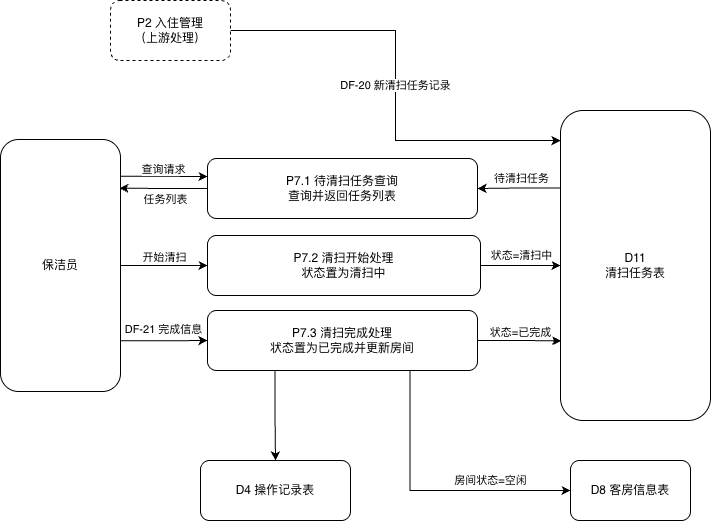 P2 入住管理
（上游处理）
DF-20 新清扫任务记录
查询请求
任务列表
P7.1 待清扫任务查询
查询并返回任务列表
待清扫任务
保洁员
开始清扫
P7.2 清扫开始处理
状态置为清扫中
状态=清扫中
D11
清扫任务表
DF-21 完成信息
P7.3 清扫完成处理
状态置为已完成并更新房间
状态=已完成
房间状态=空闲
D4 操作记录表
D8 客房信息表